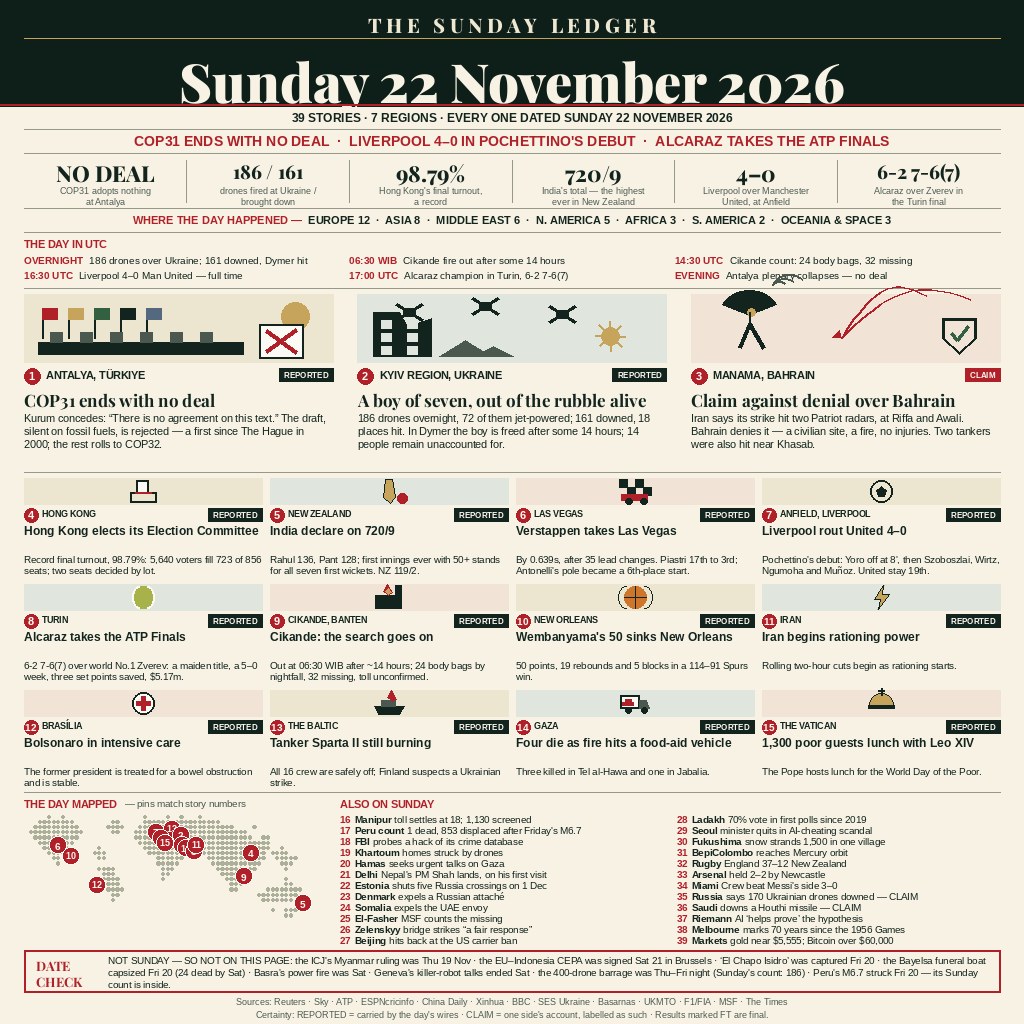 THE SUNDAY LEDGER
Sunday 22 November 2026
39 STORIES · 7 REGIONS · EVERY ONE DATED SUNDAY 22 NOVEMBER 2026
COP31 ENDS WITH NO DEAL · LIVERPOOL 4–0 IN POCHETTINO'S DEBUT · ALCARAZ TAKES THE ATP FINALS
NO DEAL
COP31 adopts nothing
at Antalya
186 / 161
drones fired at Ukraine /
brought down
98.79%
Hong Kong's final turnout,
a record
720/9
India's total — the highest
ever in New Zealand
4–0
Liverpool over Manchester
United, at Anfield
6-2 7-6(7)
Alcaraz over Zverev in
the Turin final
WHERE THE DAY HAPPENED — EUROPE 12 · ASIA 8 · MIDDLE EAST 6 · N. AMERICA 5 · AFRICA 3 · S. AMERICA 2 · OCEANIA & SPACE 3
THE DAY IN UTC
OVERNIGHT 186 drones over Ukraine; 161 downed, Dymer hit
06:30 WIB Cikande fire out after some 14 hours
14:30 UTC Cikande count: 24 body bags, 32 missing
16:30 UTC Liverpool 4–0 Man United — full time
17:00 UTC Alcaraz champion in Turin, 6-2 7-6(7)
EVENING Antalya plenary collapses — no deal
1 ANTALYA, TÜRKIYE REPORTED
COP31 ends with no deal
Kurum concedes: “There is no agreement on this text.” The draft,
silent on fossil fuels, is rejected — a first since The Hague in
2000; the rest rolls to COP32.
2 KYIV REGION, UKRAINE REPORTED
A boy of seven, out of the rubble alive
186 drones overnight, 72 of them jet-powered; 161 downed, 18
places hit. In Dymer the boy is freed after some 14 hours; 14
people remain unaccounted for.
3 MANAMA, BAHRAIN CLAIM
Claim against denial over Bahrain
Iran says its strike hit two Patriot radars, at Riffa and Awali.
Bahrain denies it — a civilian site, a fire, no injuries. Two tankers
were also hit near Khasab.
4 HONG KONG REPORTED
Hong Kong elects its Election Committee
Record final turnout, 98.79%: 5,640 voters fill 723 of 856
seats; two seats decided by lot.
5 NEW ZEALAND REPORTED
India declare on 720/9
Rahul 136, Pant 128; first innings ever with 50+ stands
for all seven first wickets. NZ 119/2.
6 LAS VEGAS REPORTED
Verstappen takes Las Vegas
By 0.639s, after 35 lead changes. Piastri 17th to 3rd;
Antonelli's pole became a 6th-place start.
7 ANFIELD, LIVERPOOL REPORTED
Liverpool rout United 4–0
Pochettino's debut: Yoro off at 8', then Szoboszlai, Wirtz,
Ngumoha and Muñoz. United stay 19th.
8 TURIN REPORTED
Alcaraz takes the ATP Finals
6-2 7-6(7) over world No.1 Zverev: a maiden title, a 5–0
week, three set points saved, $5.17m.
9 CIKANDE, BANTEN REPORTED
Cikande: the search goes on
Out at 06:30 WIB after ~14 hours; 24 body bags by
nightfall, 32 missing, toll unconfirmed.
10 NEW ORLEANS REPORTED
Wembanyama's 50 sinks New Orleans
50 points, 19 rebounds and 5 blocks in a 114–91 Spurs
win.
11 IRAN REPORTED
Iran begins rationing power
Rolling two-hour cuts begin as rationing starts.
12 BRASÍLIA REPORTED
Bolsonaro in intensive care
The former president is treated for a bowel obstruction
and is stable.
13 THE BALTIC REPORTED
Tanker Sparta II still burning
All 16 crew are safely off; Finland suspects a Ukrainian
strike.
14 GAZA REPORTED
Four die as fire hits a food-aid vehicle
Three killed in Tel al-Hawa and one in Jabalia.
15 THE VATICAN REPORTED
1,300 poor guests lunch with Leo XIV
The Pope hosts lunch for the World Day of the Poor.
THE DAY MAPPED — pins match story numbers
6
10
12
15
11
4
9
5
ALSO ON SUNDAY
16 Manipur toll settles at 18; 1,130 screened
17 Peru count 1 dead, 853 displaced after Friday's M6.7
18 FBI probes a hack of its crime database
19 Khartoum homes struck by drones
20 Hamas seeks urgent talks on Gaza
21 Delhi Nepal's PM Shah lands, on his first visit
22 Estonia shuts five Russia crossings on 1 Dec
23 Denmark expels a Russian attaché
24 Somalia expels the UAE envoy
25 El-Fasher MSF counts the missing
26 Zelenskyy bridge strikes “a fair response”
27 Beijing hits back at the US carrier ban
28 Ladakh 70% vote in first polls since 2019
29 Seoul minister quits in AI-cheating scandal
30 Fukushima snow strands 1,500 in one village
31 BepiColombo reaches Mercury orbit
32 Rugby England 37–12 New Zealand
33 Arsenal held 2–2 by Newcastle
34 Miami Crew beat Messi's side 3–0
35 Russia says 170 Ukrainian drones downed — CLAIM
36 Saudi downs a Houthi missile — CLAIM
37 Riemann AI ‘helps prove’ the hypothesis
38 Melbourne marks 70 years since the 1956 Games
39 Markets gold near $5,555; Bitcoin over $60,000
DATE
CHECK
NOT SUNDAY — SO NOT ON THIS PAGE: the ICJ's Myanmar ruling was Thu 19 Nov · the EU–Indonesia CEPA was signed Sat 21 in Brussels · ‘El Chapo Isidro’ was captured Fri 20 · the Bayelsa funeral boat
capsized Fri 20 (24 dead by Sat) · Basra's power fire was Sat · Geneva's killer-robot talks ended Sat · the 400-drone barrage was Thu–Fri night (Sunday's count: 186) · Peru's M6.7 struck Fri 20 — its Sunday
count is inside.
Sources: Reuters · Sky · ATP · ESPNcricinfo · China Daily · Xinhua · BBC · SES Ukraine · Basarnas · UKMTO · F1/FIA · MSF · The Times
Certainty: REPORTED = carried by the day's wires · CLAIM = one side's account, labelled as such · Results marked FT are final.